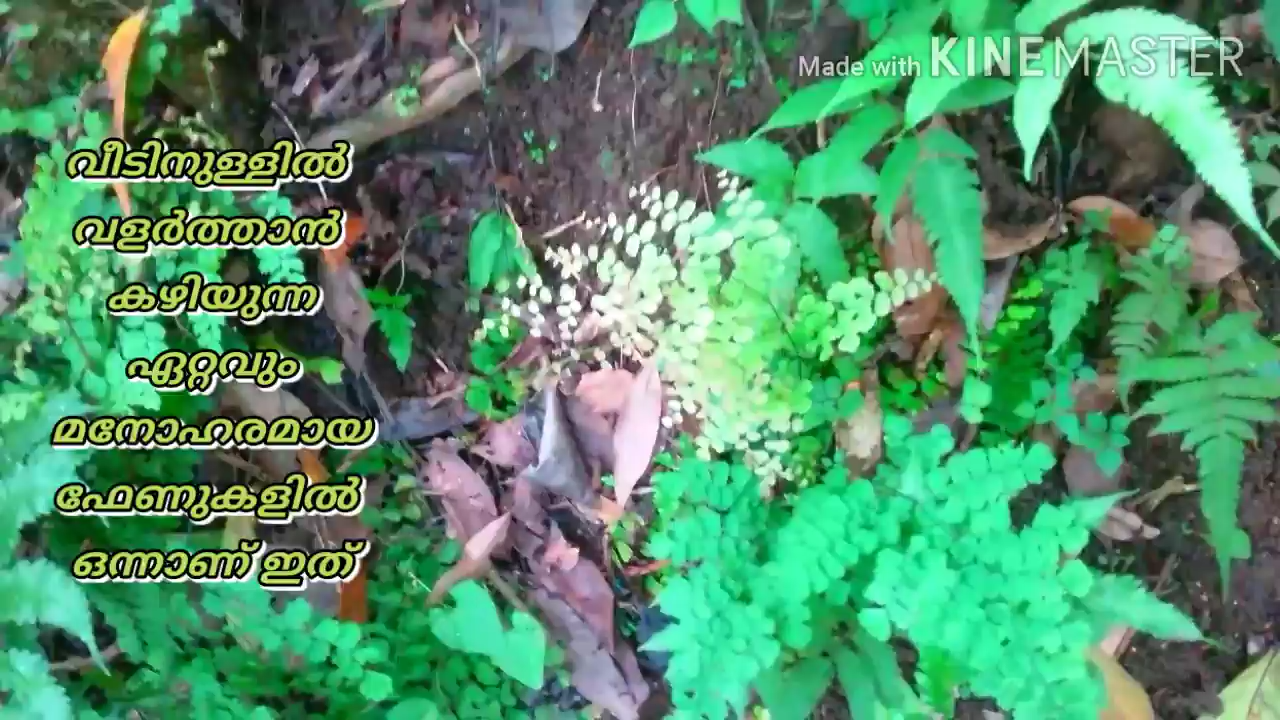 Made with KINEMASTER
വീടിനുള്ളിൽ
വളർത്താൻ
കഴിയുന്ന
ഏറ്റവും
മനോഹരമായ
ഫേണുകളിൽ
ഒന്നാണ് ഇത്